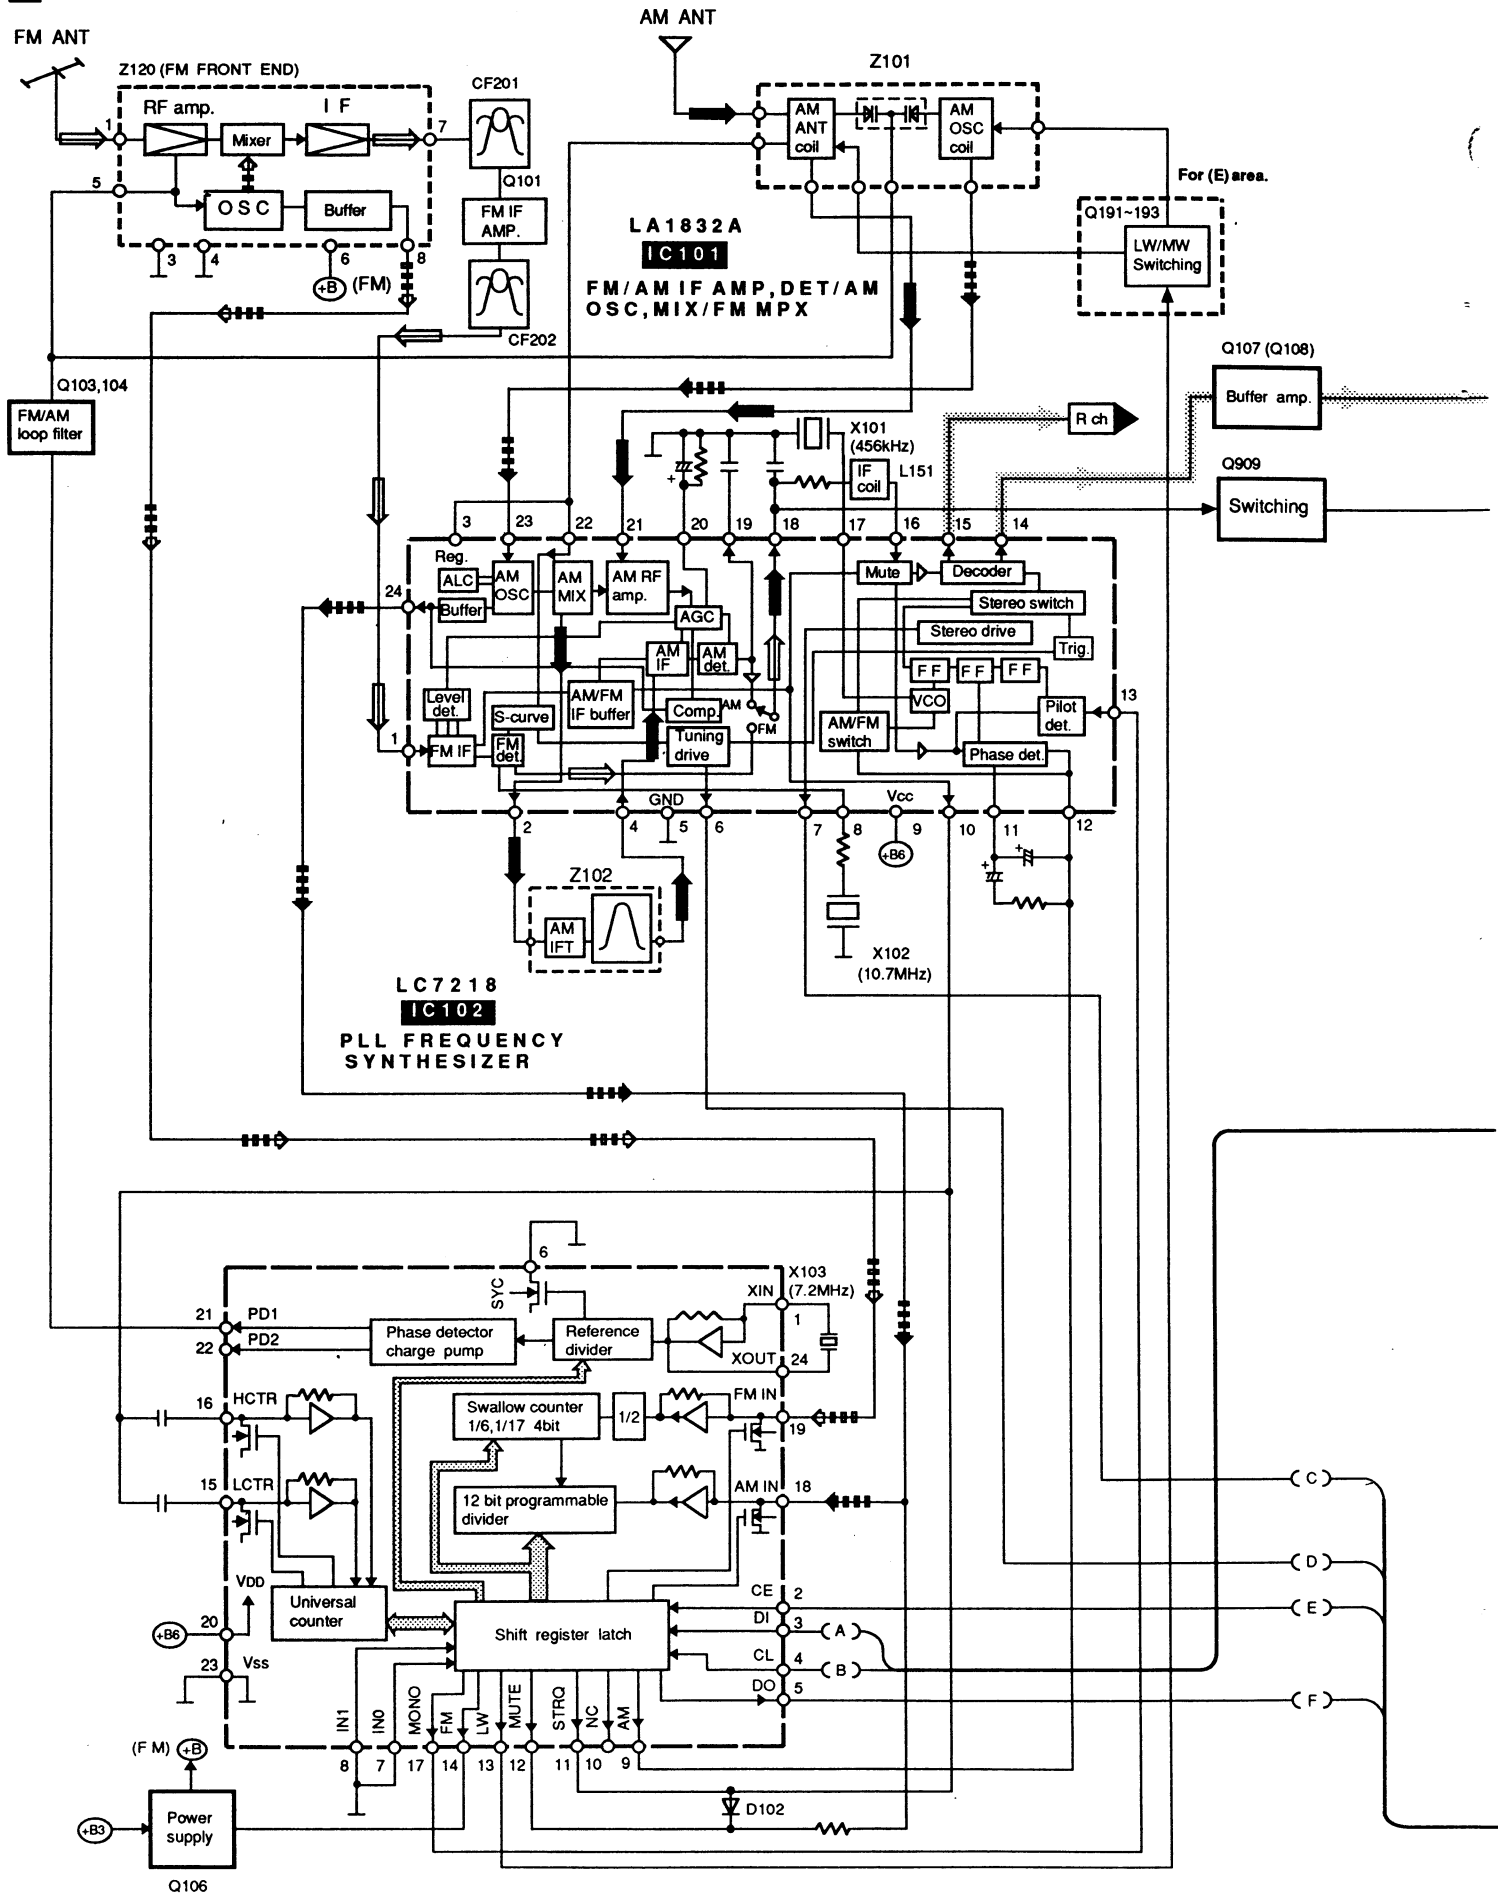 FM ANT
AM ANT
Z120 (FM FRONT END)
RF amp.
I F
Mixer
OSC
Buffer
1
7
5
3
4
6
8
+B
(FM)
CF201
Q101
FM IF
AMP.
CF202
Z101
AM
ANT
coil
AM
OSC
coil
For (E) area.
Q191~193
LW/MW
Switching
LA1832A
IC101
FM/AM IF AMP,DET/AM
OSC,MIX/FM MPX
Q107 (Q108)
Buffer amp.
R ch
Q909
Switching
Q103,104
FM/AM
loop filter
X101
(456kHz)
IF
coil
L151
+
3
23
22
21
20
19
18
17
16
15
14
Reg.
ALC
AM
OSC
AM
MIX
AM RF
amp.
Mute
Decoder
24
Buffer
AGC
Stereo switch
Stereo drive
Trig.
AM
IF
AM
det.
F F
F F
F F
Level
det.
AM/FM
IF buffer
S-curve
Comp.
AM
FM
VCO
AM/FM
switch
Pilot
det.
13
1
FM IF
FM
det.
Tuning
drive
Phase det.
GND
Vcc
2
4
5
6
7
8
9
10
11
12
+B6
+
+
Z102
AM
IFT
X102
(10.7MHz)
LC7218
IC102
PLL FREQUENCY
SYNTHESIZER
6
SYC
X103
(7.2MHz)
XIN
1
XOUT
24
21
PD1
22
PD2
Phase detector
charge pump
Reference
divider
16
HCTR
Swallow counter
1/6,1/17 4bit
1/2
FM IN
19
15
LCTR
12 bit programmable
divider
AM IN
18
VDD
+B6
20
Universal
counter
Shift register latch
23
Vss
CE
2
DI
3
A
CL
4
B
DO
5
C
D
E
F
IN1
IN0
MONO
FM
LW
MUTE
STRQ
NC
AM
8
7
17
14
13
12
11
10
9
(FM)
+B
+B3
Power
supply
Q106
D102